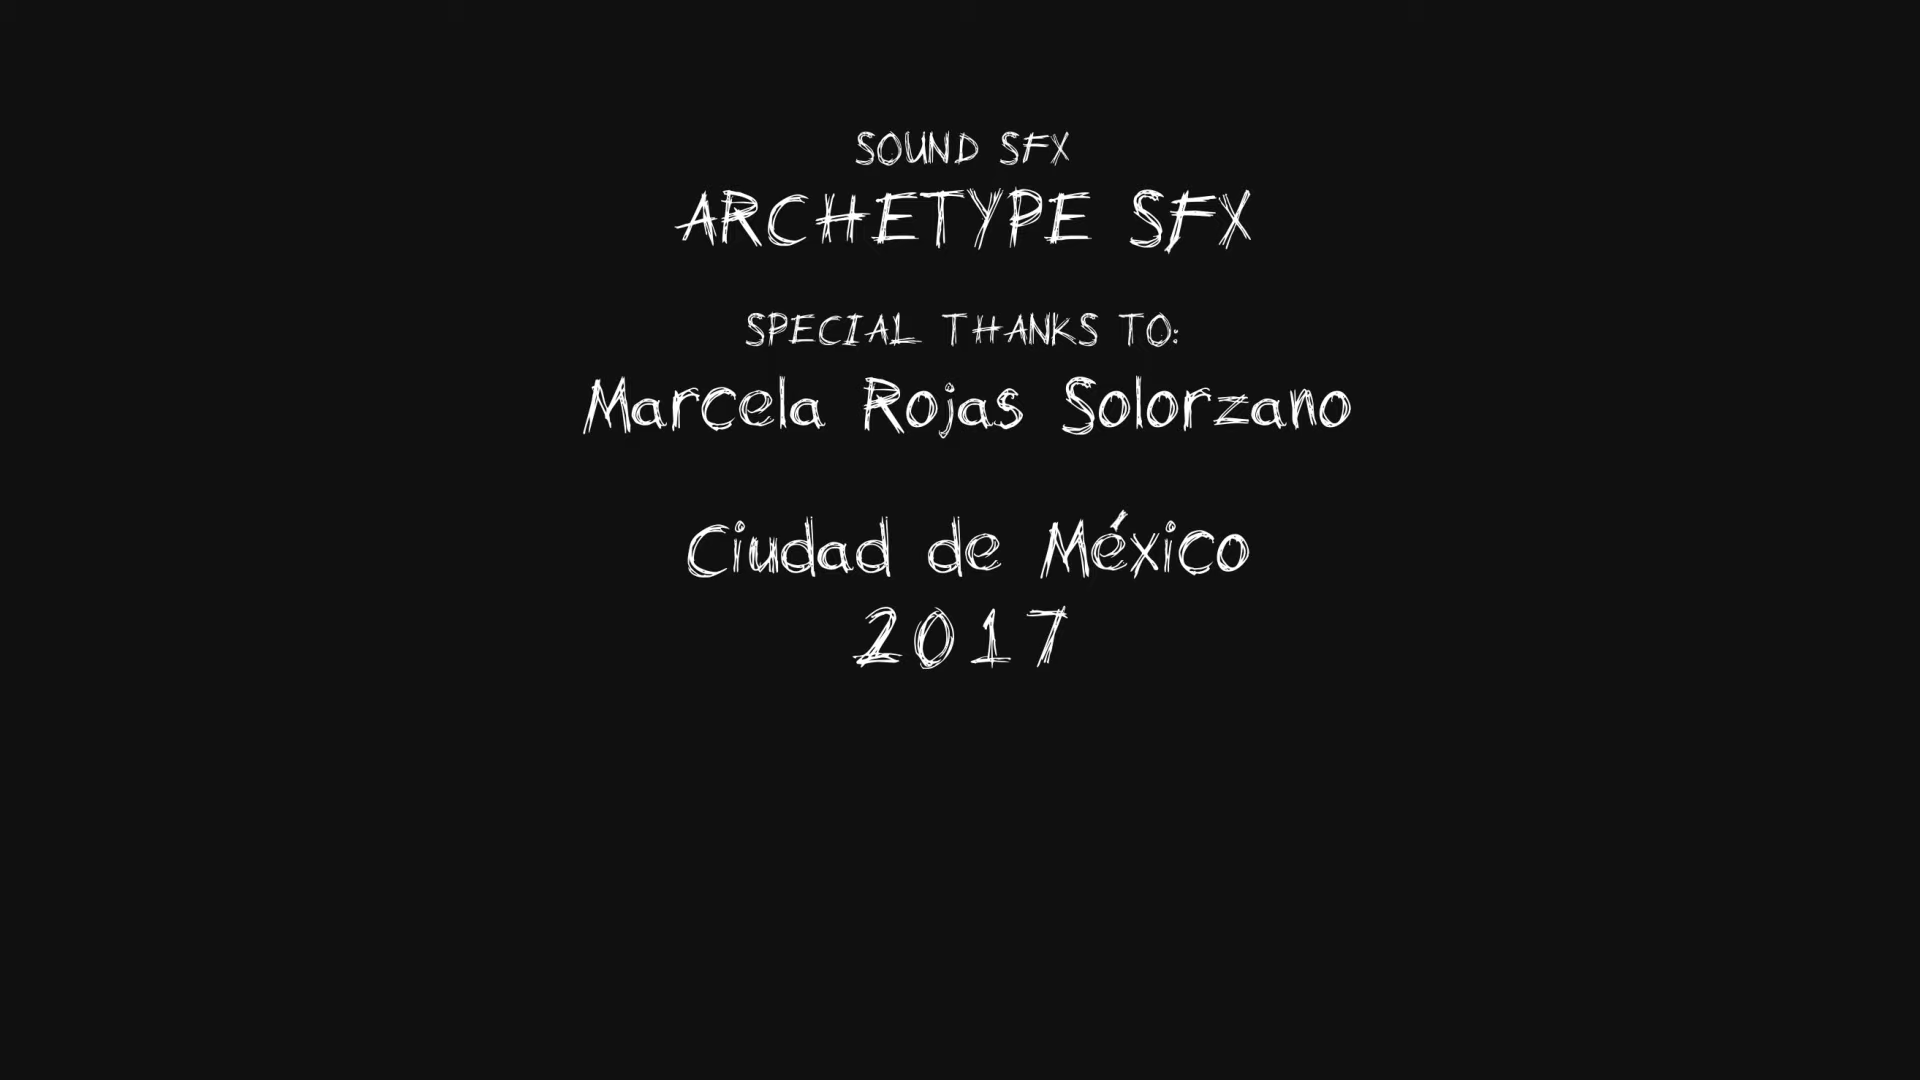 SOUND SFX
ARCHETYPE SFX
SPECIAL THANKS TO:
Marcela Rojas Solorzano
Ciudad de México
2017